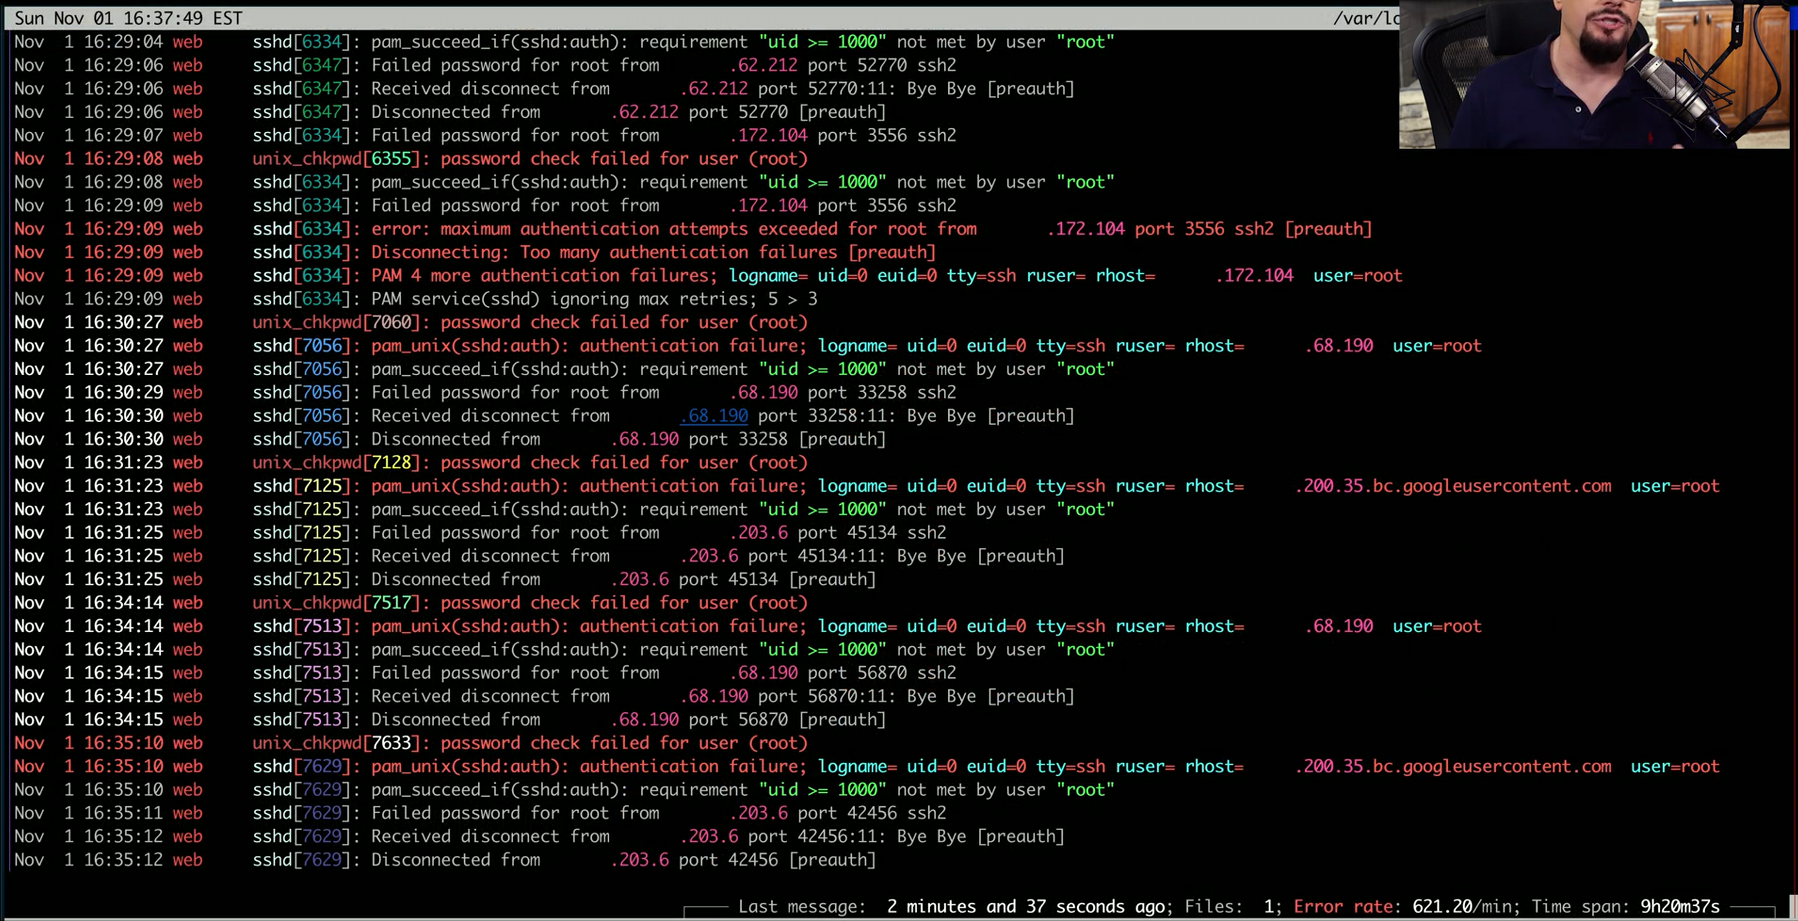 Sun Nov 01 16:37:49 EST /var/lo
Nov 1 16:29:04 web sshd[6334]: pam_succeed_if(sshd:auth): requirement "uid >= 1000" not met by user "root"
Nov 1 16:29:06 web sshd[6347]: Failed password for root from .62.212 port 52770 ssh2
Nov 1 16:29:06 web sshd[6347]: Received disconnect from .62.212 port 52770:11: Bye Bye [preauth]
Nov 1 16:29:06 web sshd[6347]: Disconnected from .62.212 port 52770 [preauth]
Nov 1 16:29:07 web sshd[6334]: Failed password for root from .172.104 port 3556 ssh2
Nov 1 16:29:08 web unix_chkpwd[6355]: password check failed for user (root)
Nov 1 16:29:08 web sshd[6334]: pam_succeed_if(sshd:auth): requirement "uid >= 1000" not met by user "root"
Nov 1 16:29:09 web sshd[6334]: Failed password for root from .172.104 port 3556 ssh2
Nov 1 16:29:09 web sshd[6334]: error: maximum authentication attempts exceeded for root from .172.104 port 3556 ssh2 [preauth]
Nov 1 16:29:09 web sshd[6334]: Disconnecting: Too many authentication failures [preauth]
Nov 1 16:29:09 web sshd[6334]: PAM 4 more authentication failures; logname= uid=0 euid=0 tty=ssh ruser= rhost= .172.104 user=root
Nov 1 16:29:09 web sshd[6334]: PAM service(sshd) ignoring max retries; 5 > 3
Nov 1 16:30:27 web unix_chkpwd[7060]: password check failed for user (root)
Nov 1 16:30:27 web sshd[7056]: pam_unix(sshd:auth): authentication failure; logname= uid=0 euid=0 tty=ssh ruser= rhost= .68.190 user=root
Nov 1 16:30:27 web sshd[7056]: pam_succeed_if(sshd:auth): requirement "uid >= 1000" not met by user "root"
Nov 1 16:30:29 web sshd[7056]: Failed password for root from .68.190 port 33258 ssh2
Nov 1 16:30:30 web sshd[7056]: Received disconnect from .68.190 port 33258:11: Bye Bye [preauth]
Nov 1 16:30:30 web sshd[7056]: Disconnected from .68.190 port 33258 [preauth]
Nov 1 16:31:23 web unix_chkpwd[7128]: password check failed for user (root)
Nov 1 16:31:23 web sshd[7125]: pam_unix(sshd:auth): authentication failure; logname= uid=0 euid=0 tty=ssh ruser= rhost= .200.35.bc.googleusercontent.com user=root
Nov 1 16:31:23 web sshd[7125]: pam_succeed_if(sshd:auth): requirement "uid >= 1000" not met by user "root"
Nov 1 16:31:25 web sshd[7125]: Failed password for root from .203.6 port 45134 ssh2
Nov 1 16:31:25 web sshd[7125]: Received disconnect from .203.6 port 45134:11: Bye Bye [preauth]
Nov 1 16:31:25 web sshd[7125]: Disconnected from .203.6 port 45134 [preauth]
Nov 1 16:34:14 web unix_chkpwd[7517]: password check failed for user (root)
Nov 1 16:34:14 web sshd[7513]: pam_unix(sshd:auth): authentication failure; logname= uid=0 euid=0 tty=ssh ruser= rhost= .68.190 user=root
Nov 1 16:34:14 web sshd[7513]: pam_succeed_if(sshd:auth): requirement "uid >= 1000" not met by user "root"
Nov 1 16:34:15 web sshd[7513]: Failed password for root from .68.190 port 56870 ssh2
Nov 1 16:34:15 web sshd[7513]: Received disconnect from .68.190 port 56870:11: Bye Bye [preauth]
Nov 1 16:34:15 web sshd[7513]: Disconnected from .68.190 port 56870 [preauth]
Nov 1 16:35:10 web unix_chkpwd[7633]: password check failed for user (root)
Nov 1 16:35:10 web sshd[7629]: pam_unix(sshd:auth): authentication failure; logname= uid=0 euid=0 tty=ssh ruser= rhost= .200.35.bc.googleusercontent.com user=root
Nov 1 16:35:10 web sshd[7629]: pam_succeed_if(sshd:auth): requirement "uid >= 1000" not met by user "root"
Nov 1 16:35:11 web sshd[7629]: Failed password for root from .203.6 port 42456 ssh2
Nov 1 16:35:12 web sshd[7629]: Received disconnect from .203.6 port 42456:11: Bye Bye [preauth]
Nov 1 16:35:12 web sshd[7629]: Disconnected from .203.6 port 42456 [preauth]
Last message: 2 minutes and 37 seconds ago; Files: 1; Error rate: 621.20/min; Time span: 9h20m37s